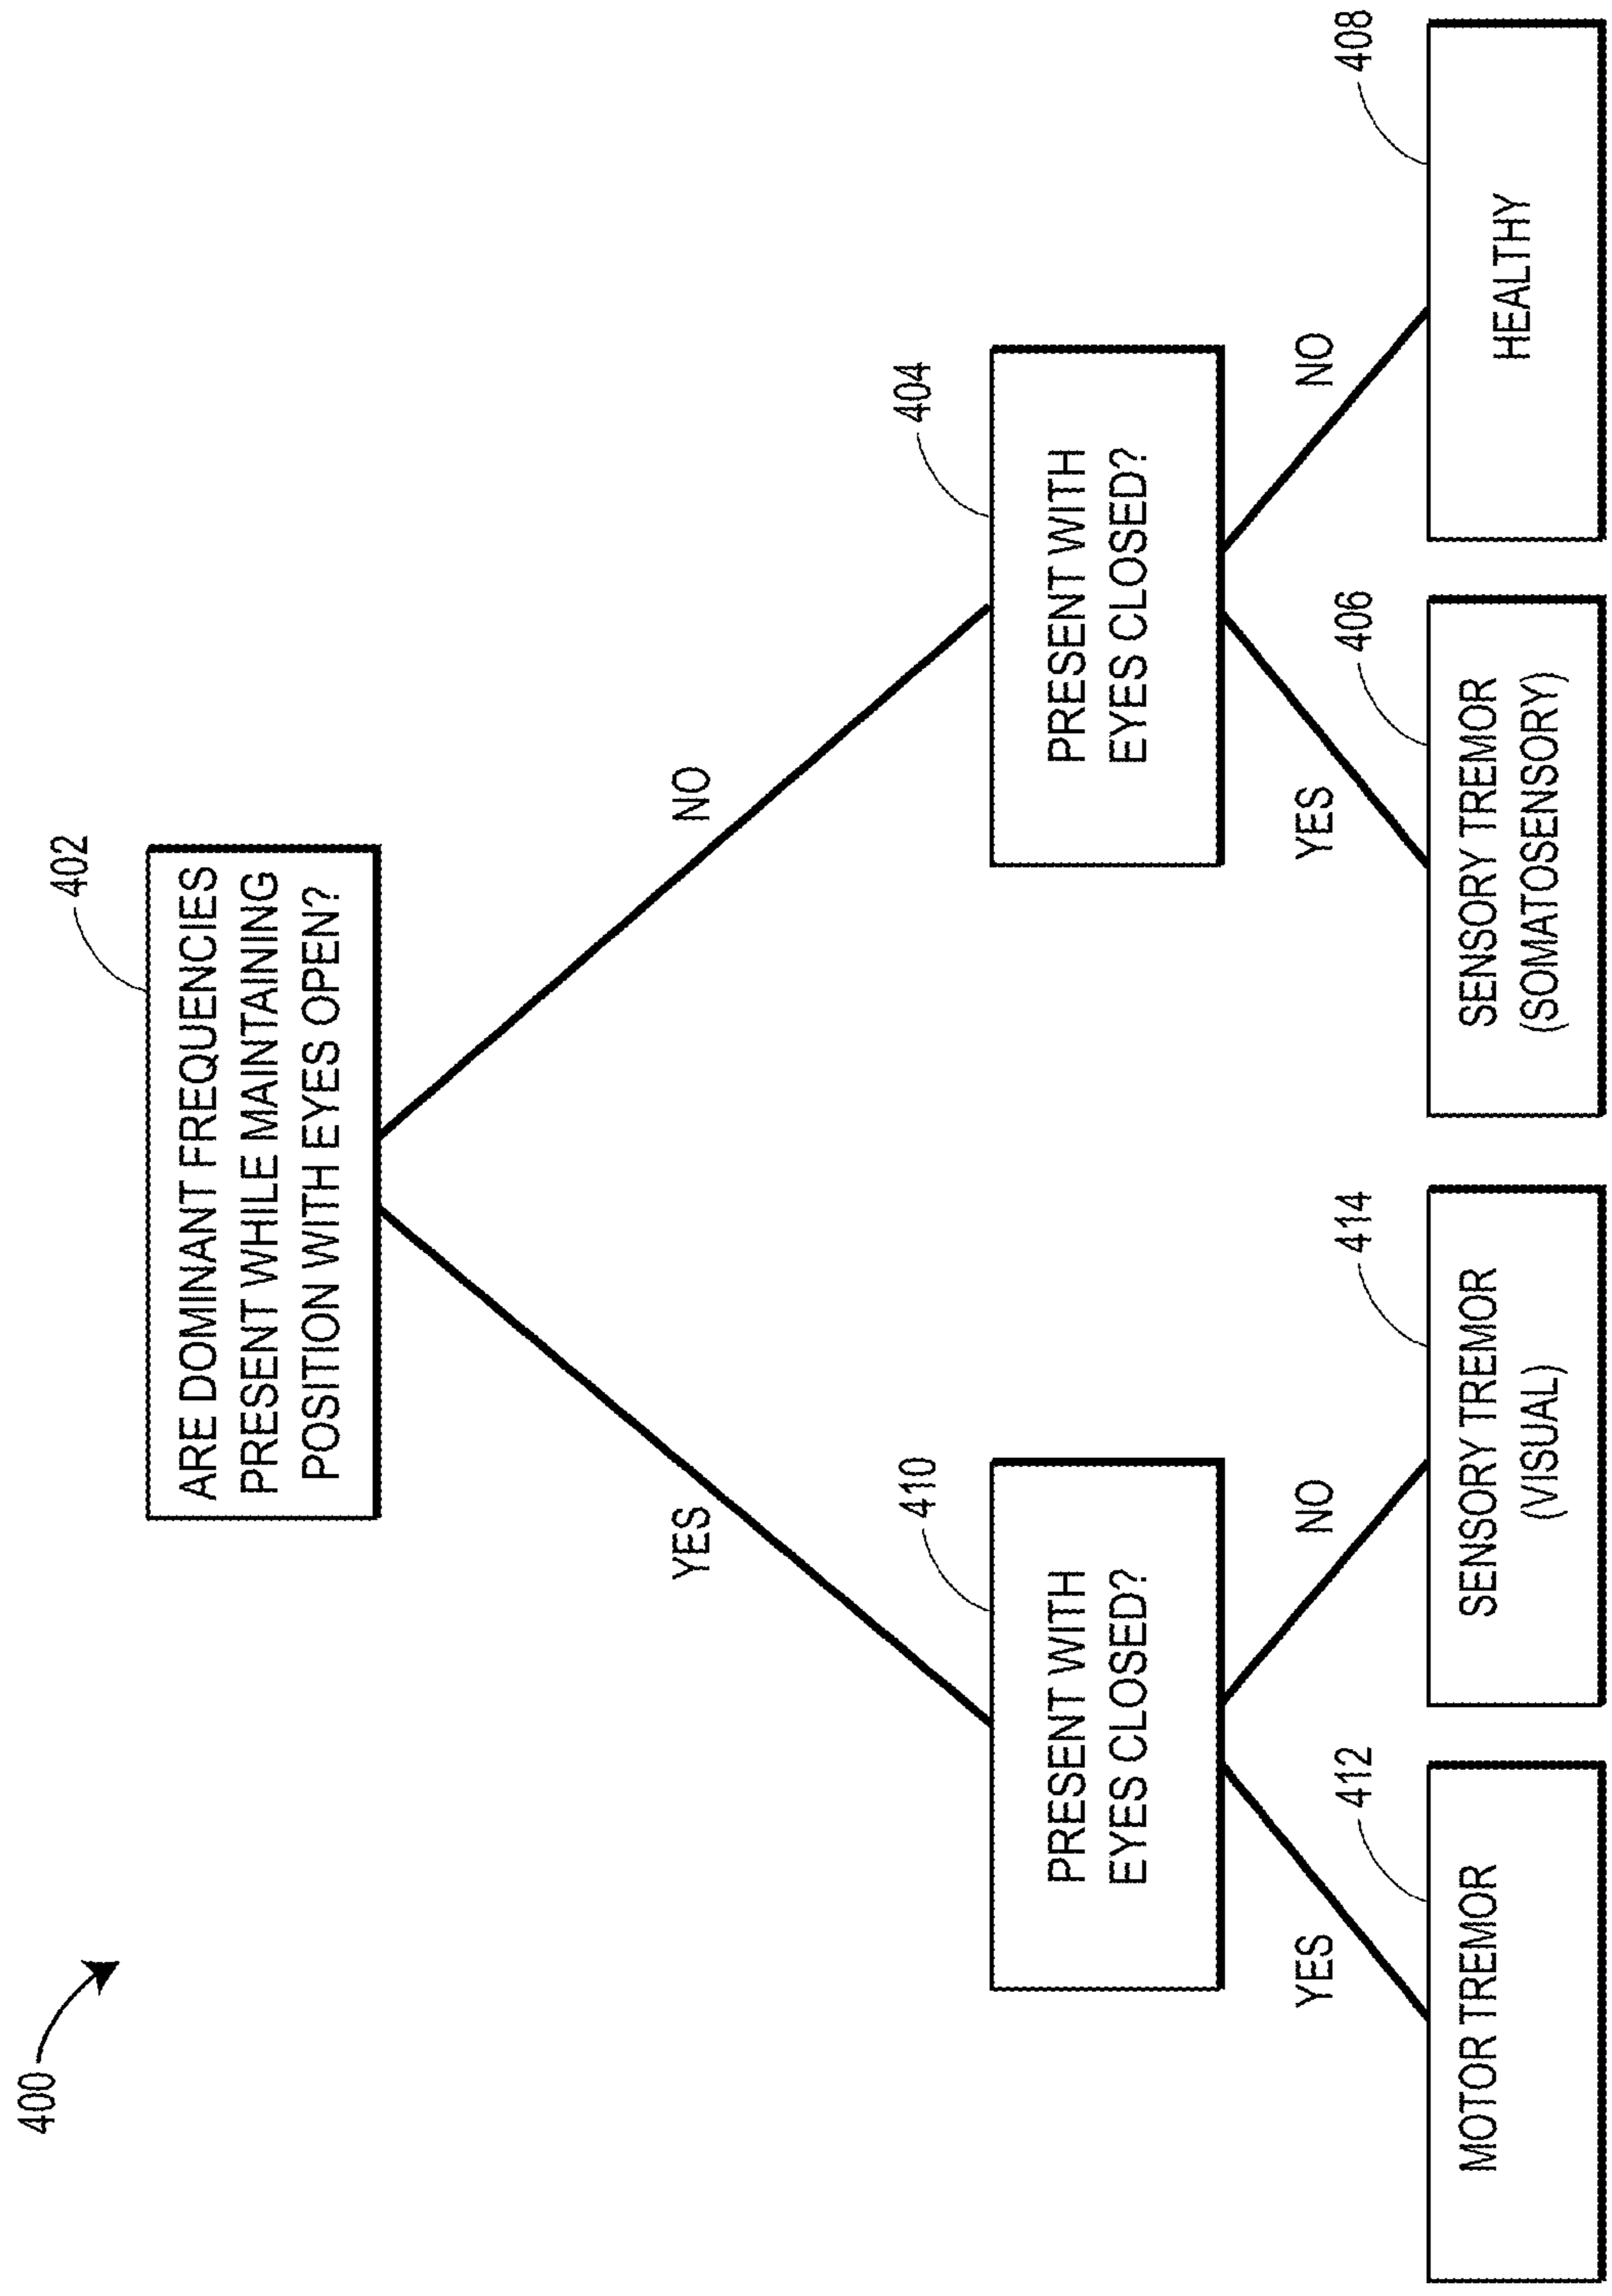 400
402
ARE DOMINANT FREQUENCIES
PRESENT WHILE MAINTAINING
POSITION WITH EYES OPEN?
YES
NO
410
PRESENT WITH
EYES CLOSED?
404
PRESENT WITH
EYES CLOSED?
YES
NO
YES
NO
412
MOTOR TREMOR
414
SENSORY TREMOR
(VISUAL)
406
SENSORY TREMOR
(SOMATOSENSORY)
408
HEALTHY